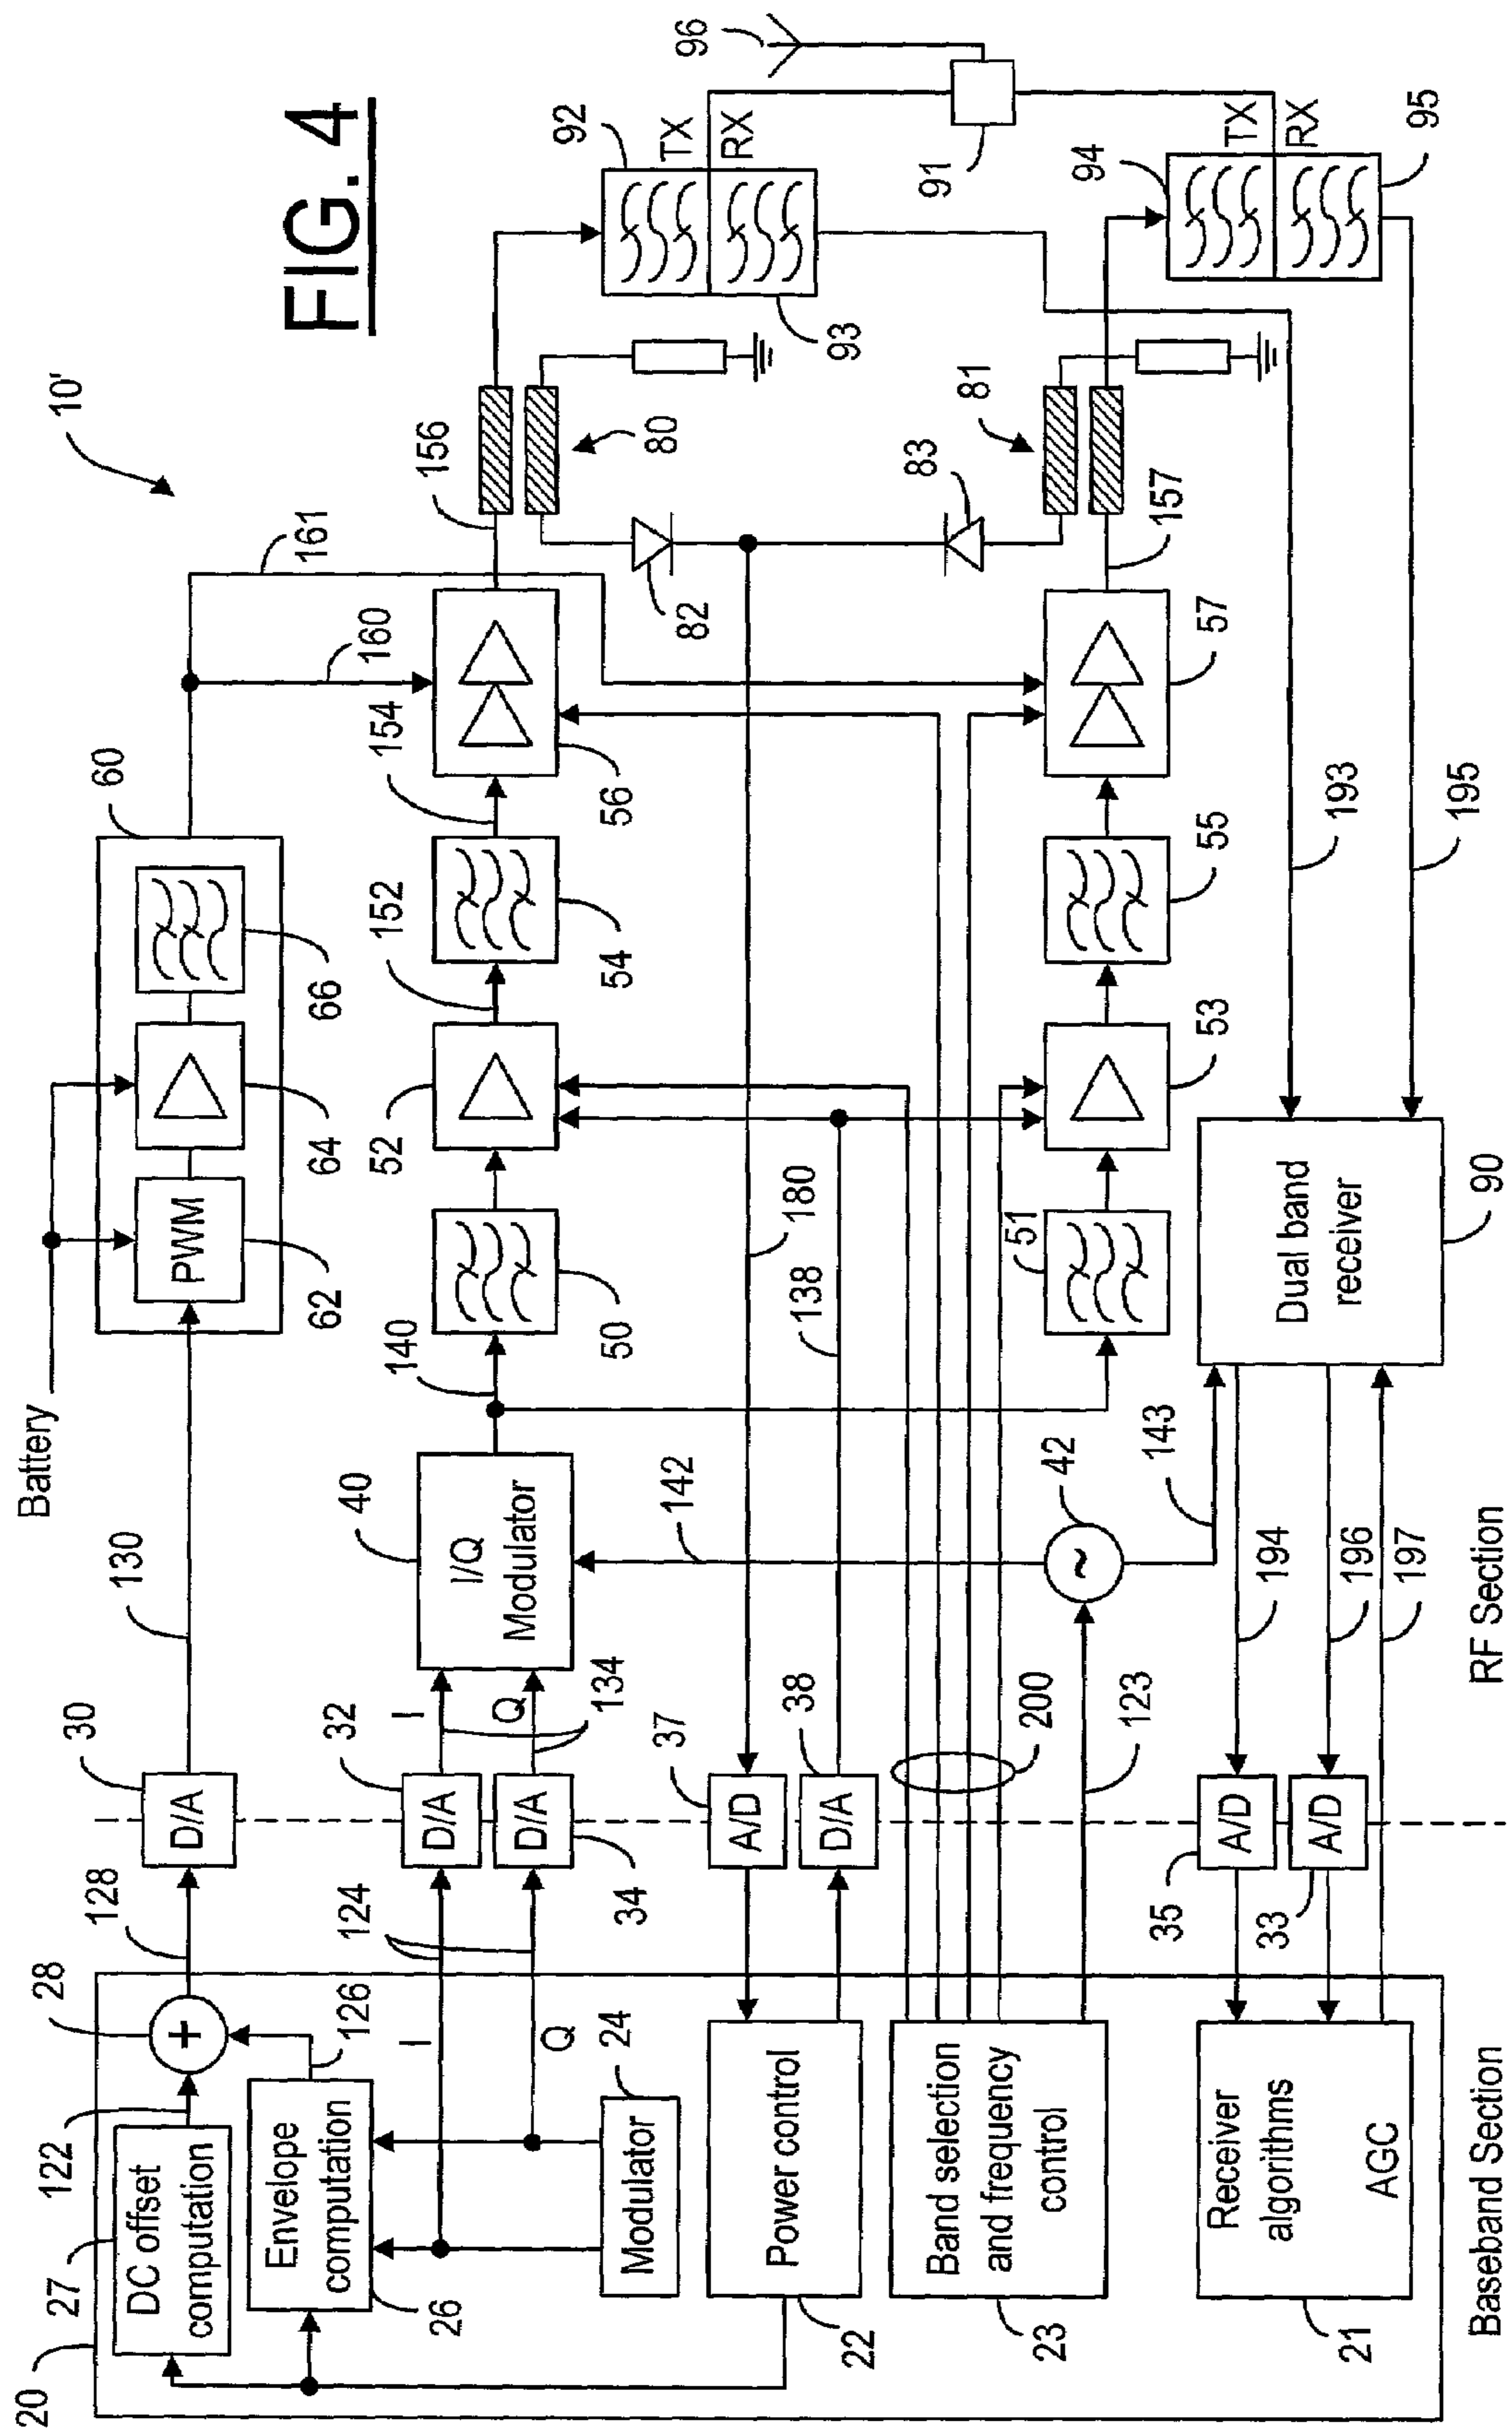 FIG. 4
10'
Battery
60
161
160
130
30
128
28
D/A
PWM
62
64
66
20
27
122
DC offset
computation
+
126
Envelope
computation
26
I
Q
124
Modulator
24
32
D/A
I
Q
D/A
34
134
40
I/Q
Modulator
140
50
52
152
54
154
56
156
80
82
92
TX
RX
93
96
91
37
A/D
180
D/A
38
138
Power control
22
Band selection
and frequency
control
23
200
123
142
42
~
143
51
53
55
57
157
81
83
94
TX
RX
95
193
195
Dual band
receiver
90
194
196
197
A/D
35
A/D
33
Receiver
algorithms
AGC
21
Baseband Section
RF Section